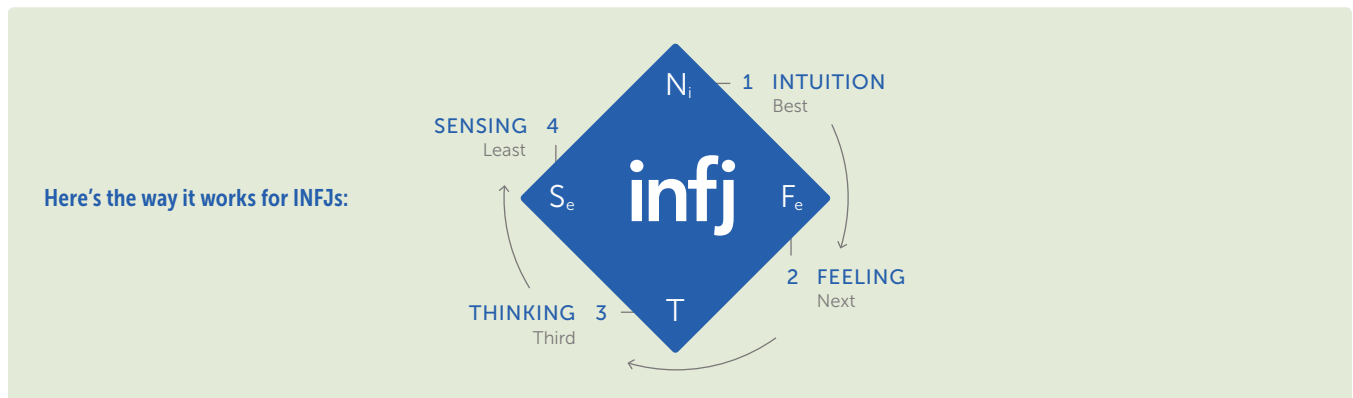 Here's the way it works for INFJs:
Ni
1 INTUITION
Best
SENSING 4
Least
Se
infj
Fe
2 FEELING
Next
THINKING 3
Third
T